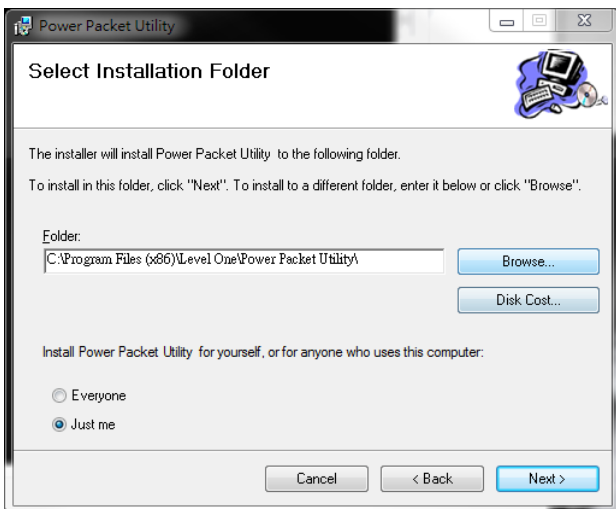 Power Packet Utility
Select Installation Folder
The installer will install Power Packet Utility to the following folder.
To install in this folder, click "Next". To install to a different folder, enter it below or click "Browse".
Folder:
C:\Program Files (x86)\Level One\Power Packet Utility\
Browse...
Disk Cost...
Install Power Packet Utility for yourself, or for anyone who uses this computer:
Everyone
Just me
Cancel
< Back
Next >